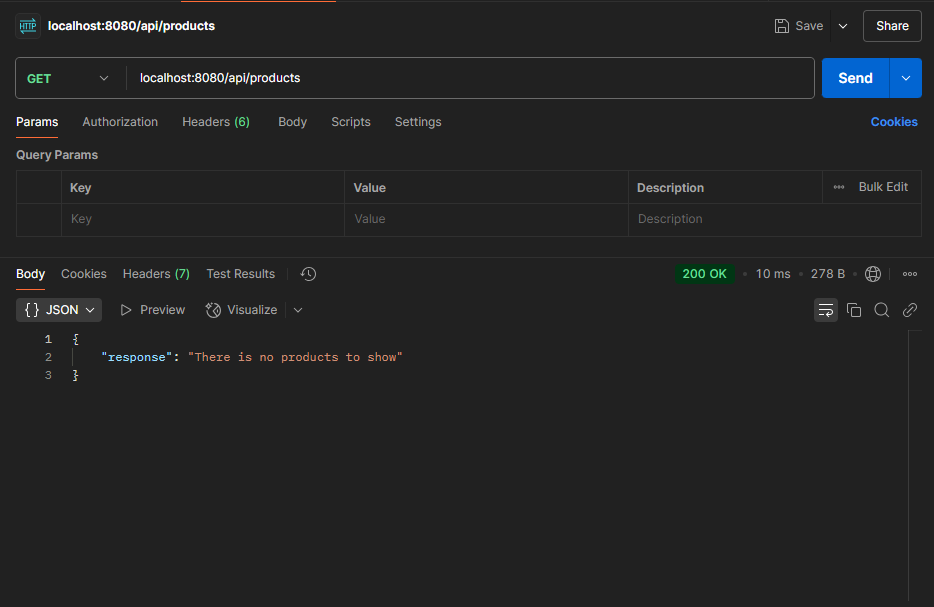 HTTP localhost:8080/api/products Save Share
GET localhost:8080/api/products Send
Params Authorization Headers (6) Body Scripts Settings Cookies
Query Params
Key Value Description Bulk Edit
Key Value Description
Body Cookies Headers (7) Test Results 200 OK 10 ms 278 B
{} JSON Preview Visualize
1 {
2 "response": "There is no products to show"
3 }